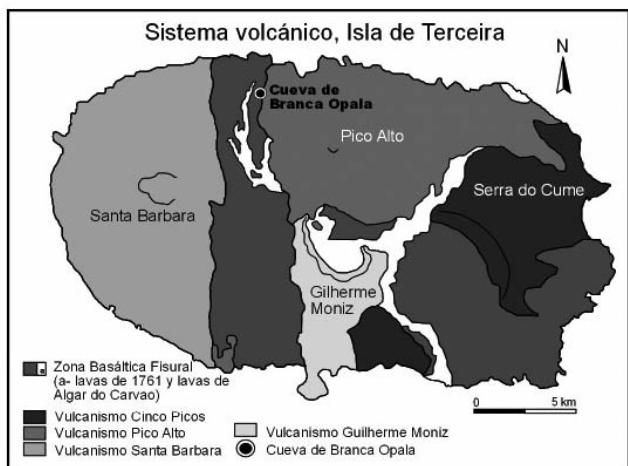 Sistema volcánico, Isla de Terceira
N
Cueva de
Branca Opala
Pico Alto
Serra do Cume
Santa Barbara
Gilherme
Moniz
Zona Basáltica Fisural
(a- lavas de 1761 y lavas de
Algar do Carvao)
0 5 km
Vulcanismo Cinco Picos
Vulcanismo Pico Alto
Vulcanismo Guilherme Moniz
Vulcanismo Santa Barbara
Cueva de Branca Opala